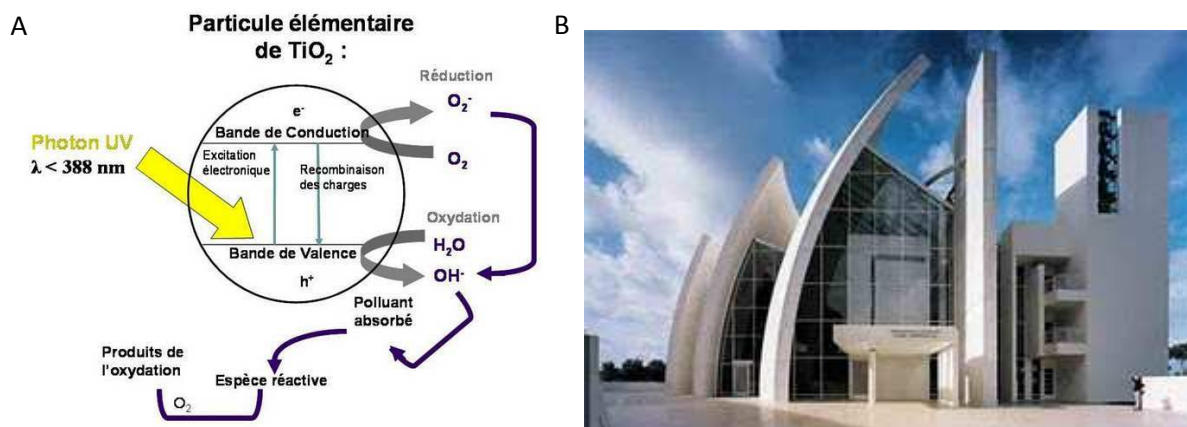 A
Particule élémentaire
de TiO₂ :
B
Réduction
O₂⁻
e⁻
Bande de Conduction
Photon UV
λ < 388 nm
Excitation
électronique
Recombinaison
des charges
O₂
Oxydation
H₂O
Bande de Valence
OH·
h⁺
Polluant
absorbé
Produits de
l'oxydation
Espèce réactive
O₂